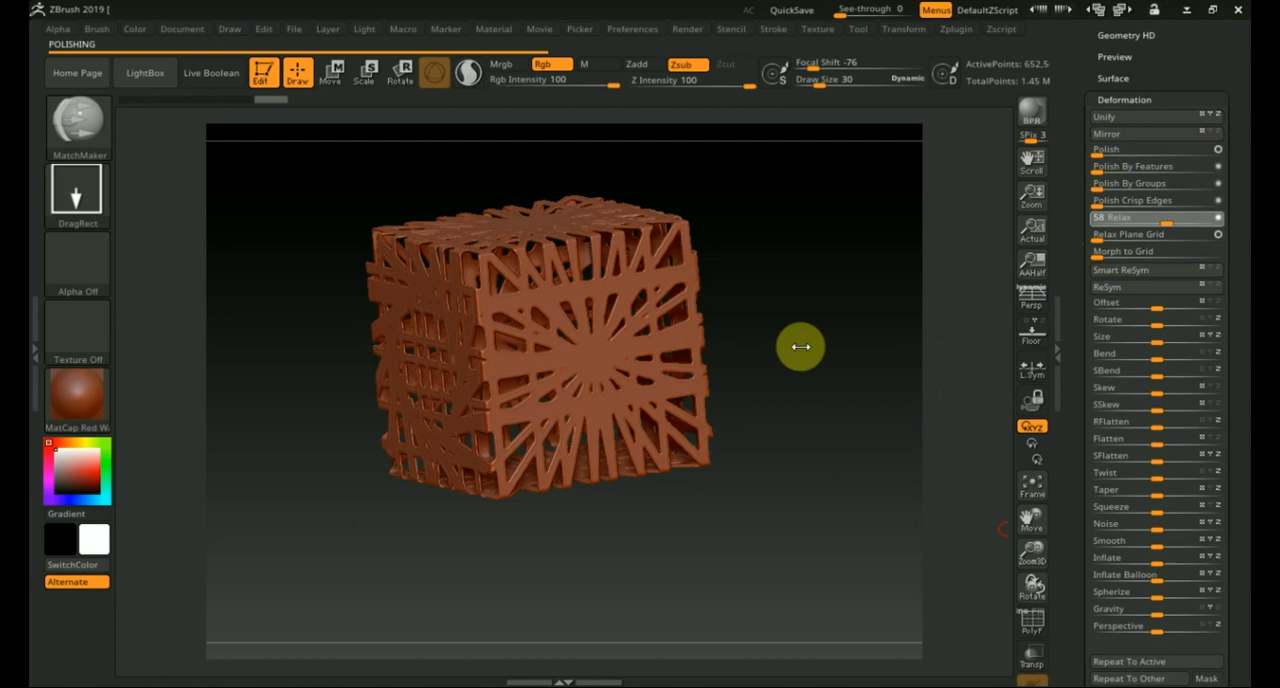 ZBrush 2019 [
AC QuickSave See-through 0 Menus DefaultZScript
Alpha Brush Color Document Draw Edit File Layer Light Macro Marker Material Movie Picker Preferences Render Stencil Stroke Texture Tool Transform Zplugin Zscript
POLISHING
Home Page LightBox Live Boolean Edit Draw Move Scale Rotate
Mrgb Rgb M Zadd Zsub Zcut
Rgb Intensity 100 Z Intensity 100
Focal Shift -76
Draw Size 30 Dynamic
ActivePoints: 652,5
TotalPoints: 1.45 M
MatchMaker
DragRect
Alpha Off
Texture Off
MatCap Red Wa
Gradient
SwitchColor
Alternate
BPR
SPix 3
Scroll
Zoom
Actual
AAHalf
Dynamic
Persp
Floor
L.Sym
XYZ
Frame
Move
Zoom3D
Rotate
PolyF
Transp
Geometry HD
Preview
Surface
Deformation
Unify
Mirror
Polish
Polish By Features
Polish By Groups
Polish Crisp Edges
58 Relax
Relax Plane Grid
Morph to Grid
Smart ReSym
ReSym
Offset
Rotate
Size
Bend
SBend
Skew
SSkew
RFlatten
Flatten
SFlatten
Twist
Taper
Squeeze
Noise
Smooth
Inflate
Inflate Balloon
Spherize
Gravity
Perspective
Repeat To Active
Repeat To Other Mask